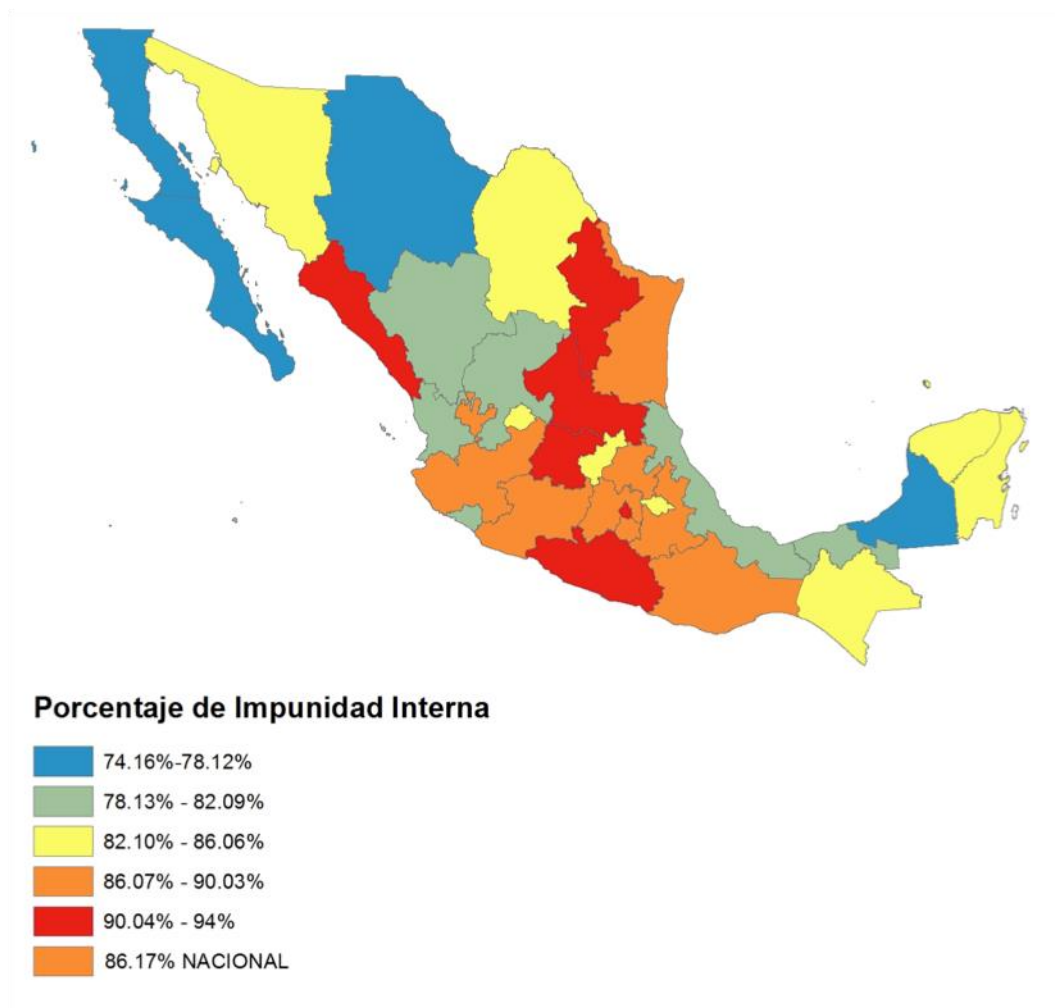 Porcentaje de Impunidad Interna
74.16%-78.12%
78.13% - 82.09%
82.10% - 86.06%
86.07% - 90.03%
90.04% - 94%
86.17% NACIONAL